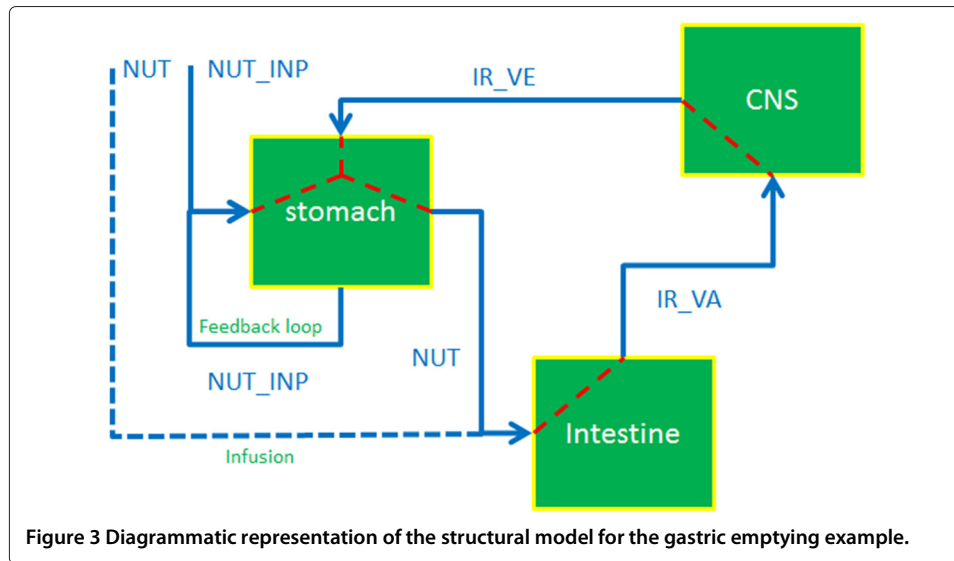 NUT
NUT_INP
IR_VE
CNS
stomach
IR_VA
Feedback loop
NUT
NUT_INP
Intestine
Infusion
Figure 3 Diagrammatic representation of the structural model for the gastric emptying example.